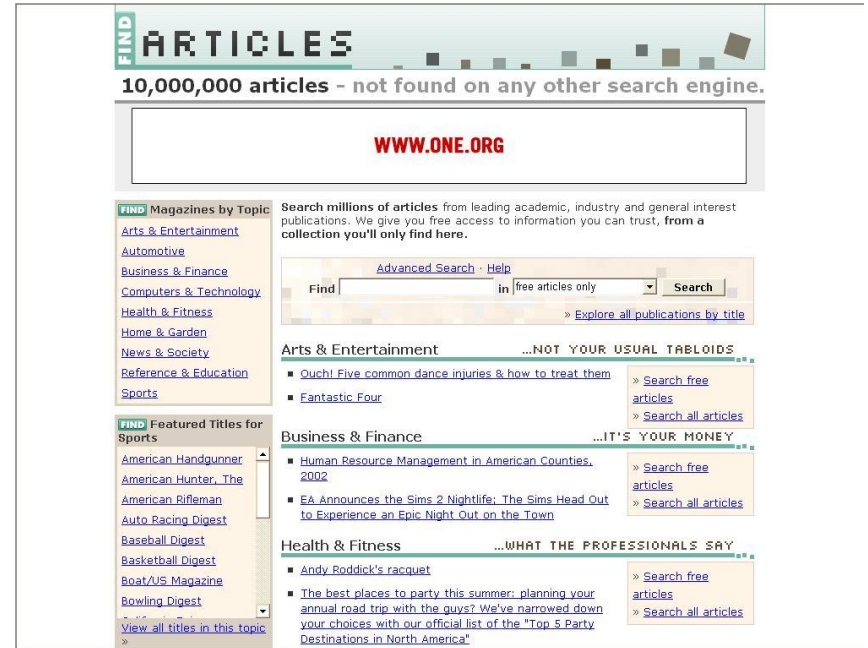 FIND ARTICLES
10,000,000 articles - not found on any other search engine.
WWW.ONE.ORG
FIND Magazines by Topic
Arts & Entertainment
Automotive
Business & Finance
Computers & Technology
Health & Fitness
Home & Garden
News & Society
Reference & Education
Sports
FIND Featured Titles for
Sports
American Handgunner
American Hunter, The
American Rifleman
Auto Racing Digest
Baseball Digest
Basketball Digest
Boat/US Magazine
Bowling Digest
View all titles in this topic
»
Search millions of articles from leading academic, industry and general interest
publications. We give you free access to information you can trust, from a
collection you'll only find here.
Advanced Search · Help
Find in free articles only Search
» Explore all publications by title
Arts & Entertainment ...NOT YOUR USUAL TABLOIDS
Ouch! Five common dance injuries & how to treat them
Fantastic Four
» Search free
articles
» Search all articles
Business & Finance ...IT'S YOUR MONEY
Human Resource Management in American Counties,
2002
EA Announces the Sims 2 Nightlife; The Sims Head Out
to Experience an Epic Night Out on the Town
» Search free
articles
» Search all articles
Health & Fitness ...WHAT THE PROFESSIONALS SAY
Andy Roddick's racquet
The best places to party this summer: planning your
annual road trip with the guys? We've narrowed down
your choices with our official list of the "Top 5 Party
Destinations in North America"
» Search free
articles
» Search all articles